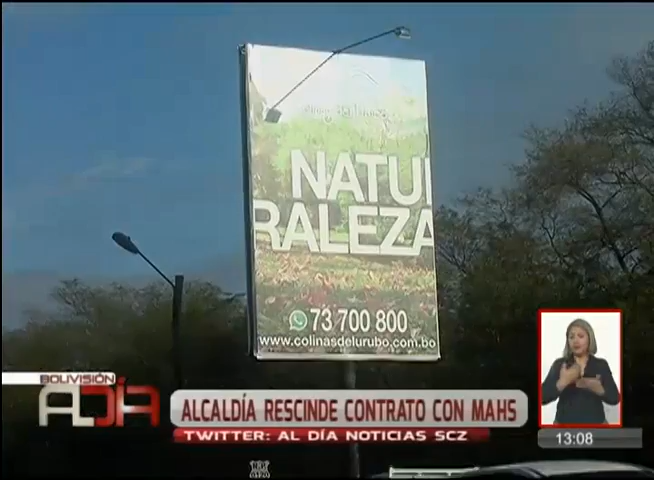 NATU
RALEZA
73 700 800
www.colinasdelurubo.com.bo
BOLIVISIÓN
AL DÍA
ALCALDÍA RESCINDE CONTRATO CON MAHS
TWITTER: AL DÍA NOTICIAS SCZ
13:08